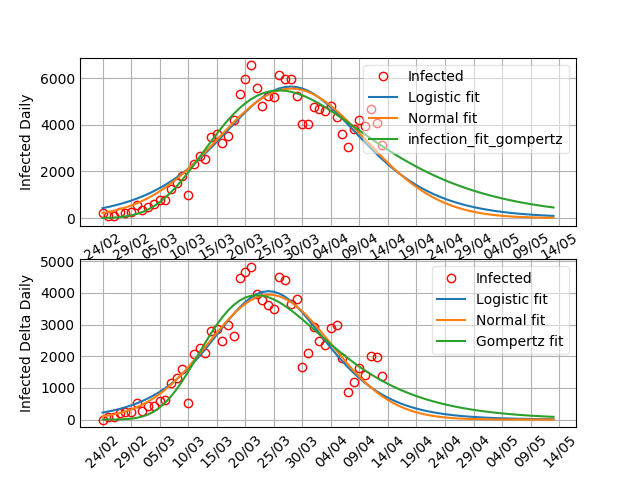 Infected Daily
6000
4000
2000
0
Infected
Logistic fit
Normal fit
infection_fit_gompertz
24/02 29/02 05/03 10/03 15/03 20/03 25/03 30/03 04/04 09/04 14/04 19/04 24/04 29/04 04/05 09/05 14/05
Infected Delta Daily
5000
4000
3000
2000
1000
0
Infected
Logistic fit
Normal fit
Gompertz fit
24/02 29/02 05/03 10/03 15/03 20/03 25/03 30/03 04/04 09/04 14/04 19/04 24/04 29/04 04/05 09/05 14/05